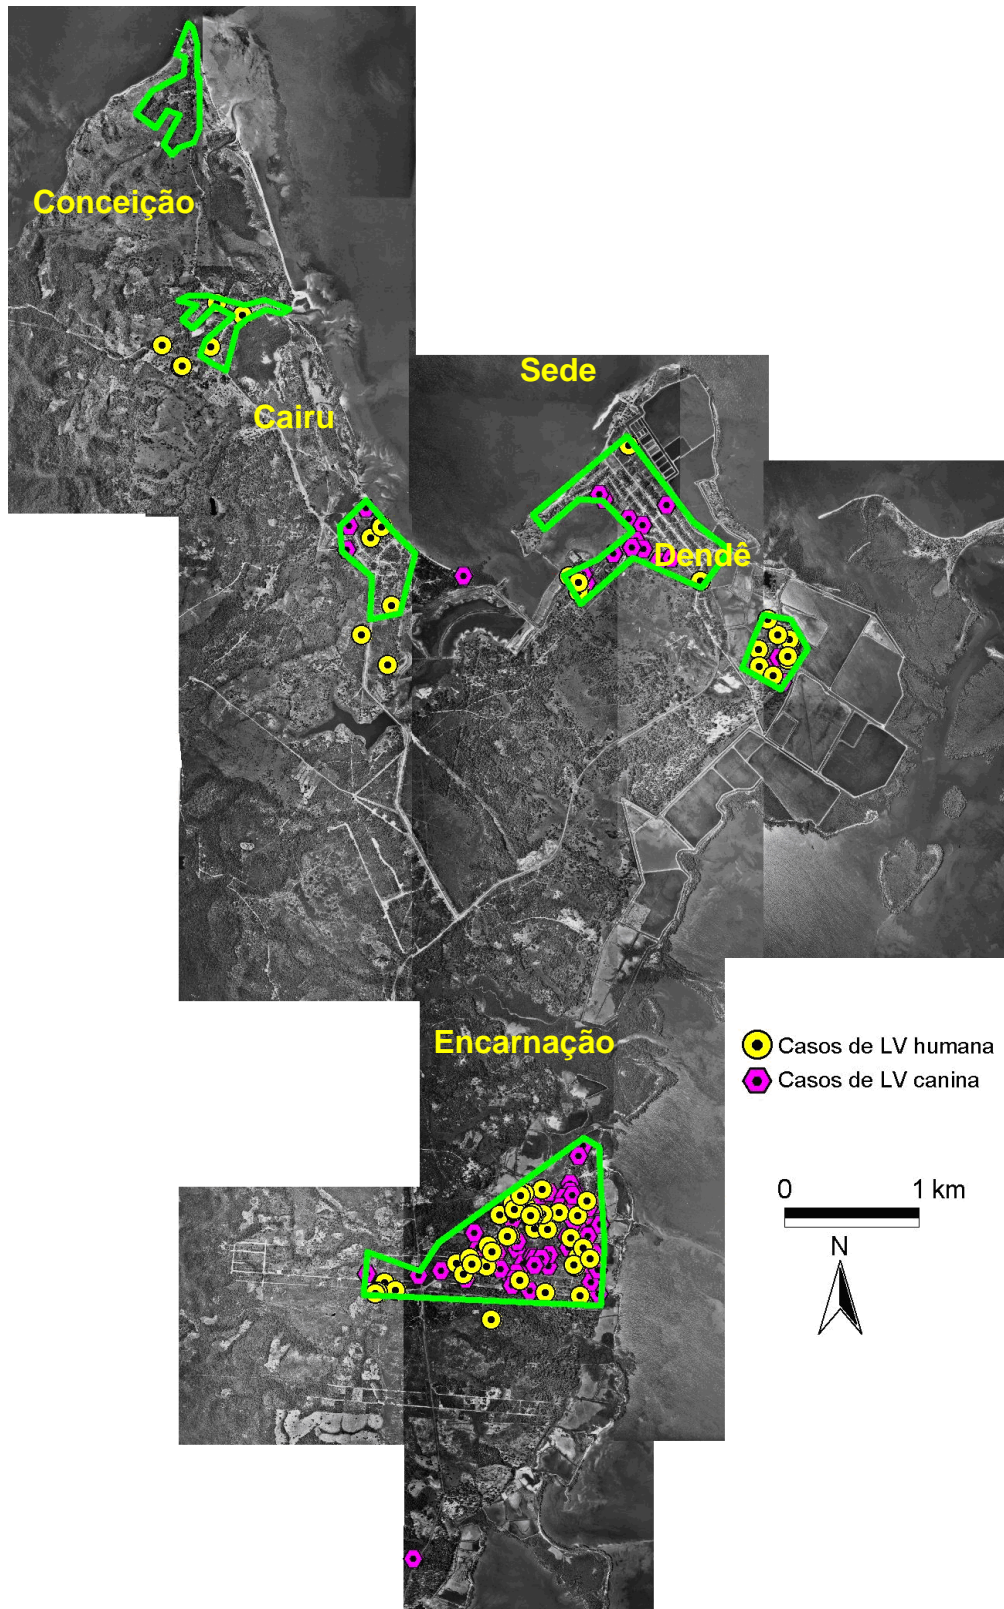 Conceição
Sede
Cairu
Dendê
Encarnação
Casos de LV humana
Casos de LV canina
0 1 km
N